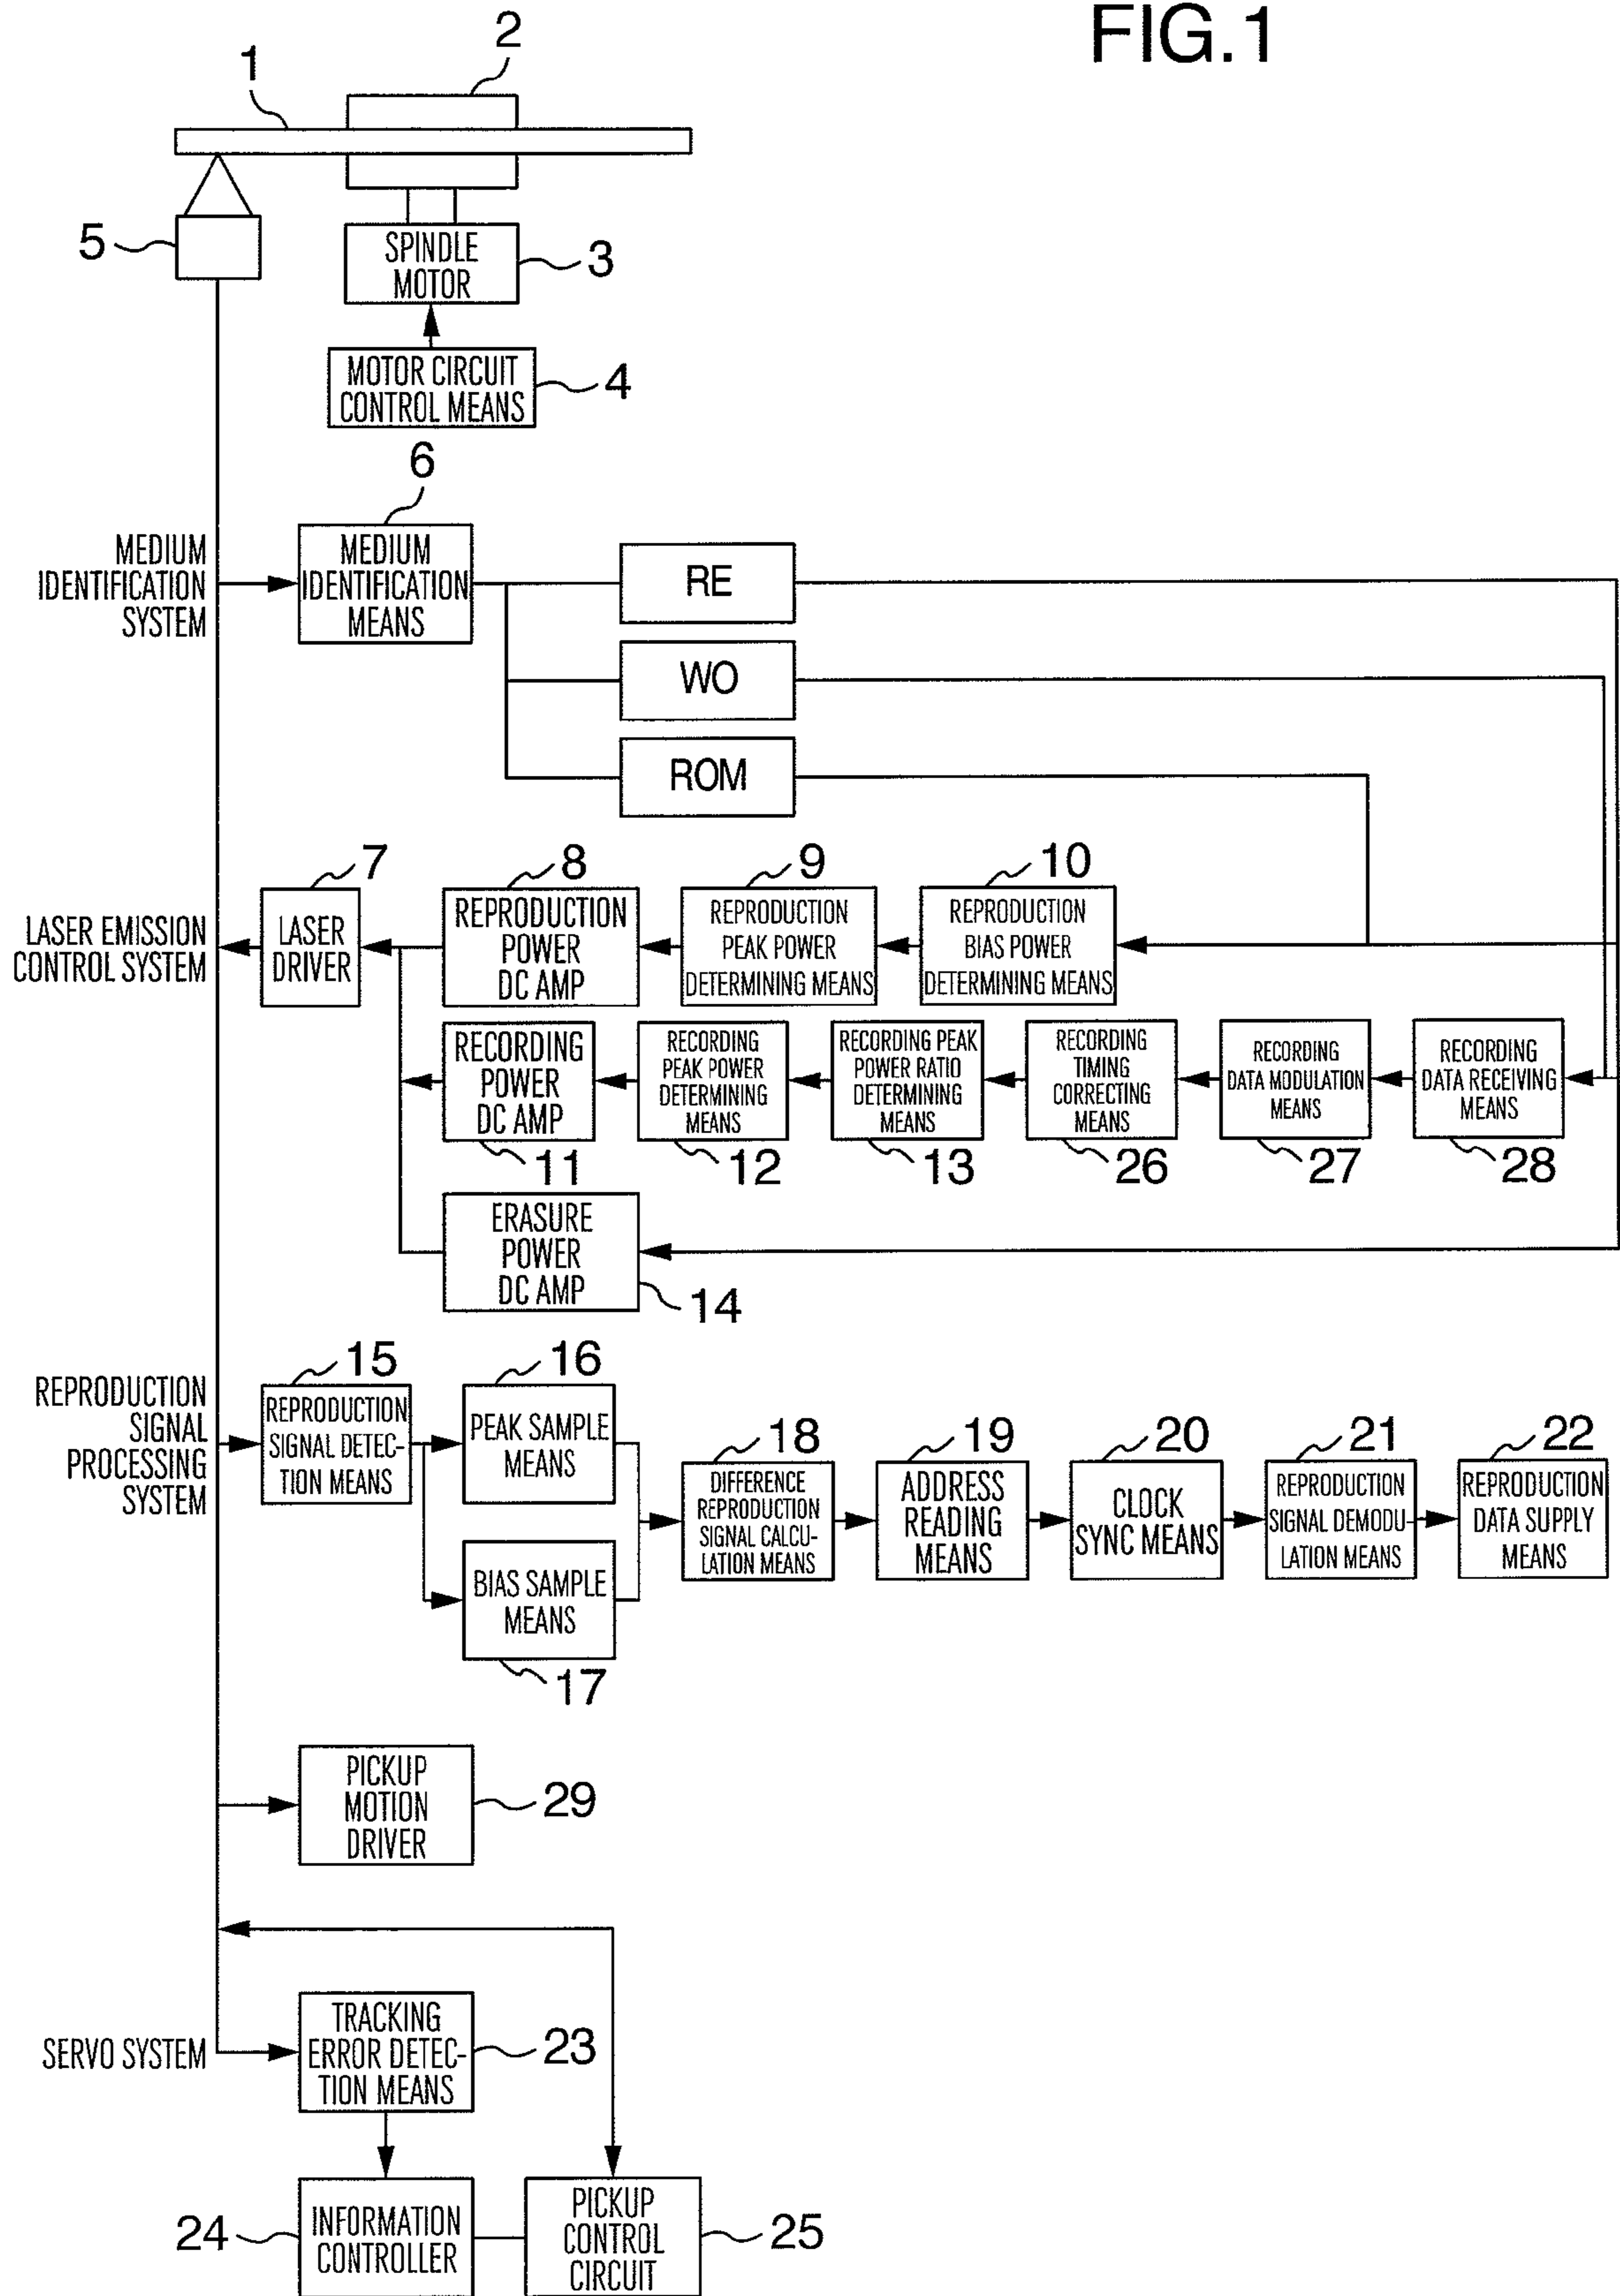 FIG.1
2
1
5
SPINDLE
MOTOR
3
MOTOR CIRCUIT
CONTROL MEANS
4
6
MEDIUM
IDENTIFICATION
SYSTEM
MEDIUM
IDENTIFICATION
MEANS
RE
WO
ROM
7
8
9
10
LASER EMISSION
CONTROL SYSTEM
LASER
DRIVER
REPRODUCTION
POWER
DC AMP
REPRODUCTION
PEAK POWER
DETERMINING MEANS
REPRODUCTION
BIAS POWER
DETERMINING MEANS
RECORDING
POWER
DC AMP
RECORDING
PEAK POWER
DETERMINING
MEANS
RECORDING PEAK
POWER RATIO
DETERMINING
MEANS
RECORDING
TIMING
CORRECTING
MEANS
RECORDING
DATA MODULATION
MEANS
RECORDING
DATA RECEIVING
MEANS
11
12
13
26
27
28
ERASURE
POWER
DC AMP
14
REPRODUCTION
SIGNAL
PROCESSING
SYSTEM
15
REPRODUCTION
SIGNAL DETEC-
TION MEANS
16
PEAK SAMPLE
MEANS
BIAS SAMPLE
MEANS
17
18
DIFFERENCE
REPRODUCTION
SIGNAL CALCU-
LATION MEANS
19
ADDRESS
READING
MEANS
20
CLOCK
SYNC MEANS
21
REPRODUCTION
SIGNAL DEMODU-
LATION MEANS
22
REPRODUCTION
DATA SUPPLY
MEANS
PICKUP
MOTION
DRIVER
29
SERVO SYSTEM
TRACKING
ERROR DETEC-
TION MEANS
23
24
INFORMATION
CONTROLLER
PICKUP
CONTROL
CIRCUIT
25